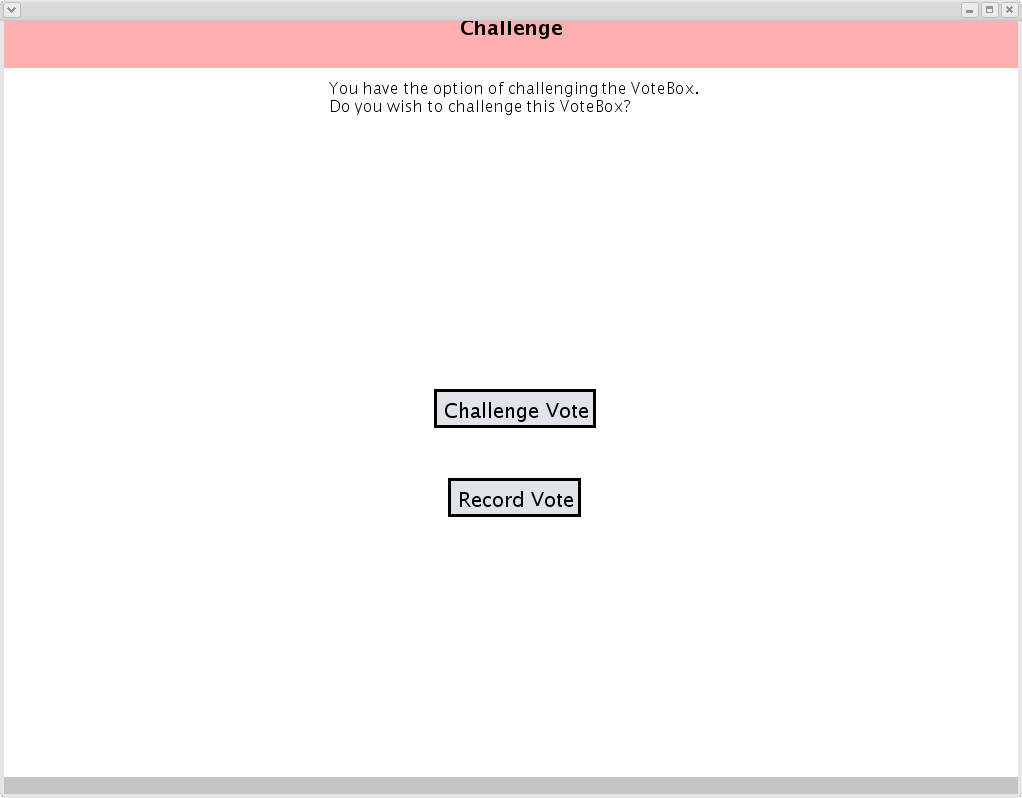 Challenge
You have the option of challenging the VoteBox.
Do you wish to challenge this VoteBox?
Challenge Vote
Record Vote